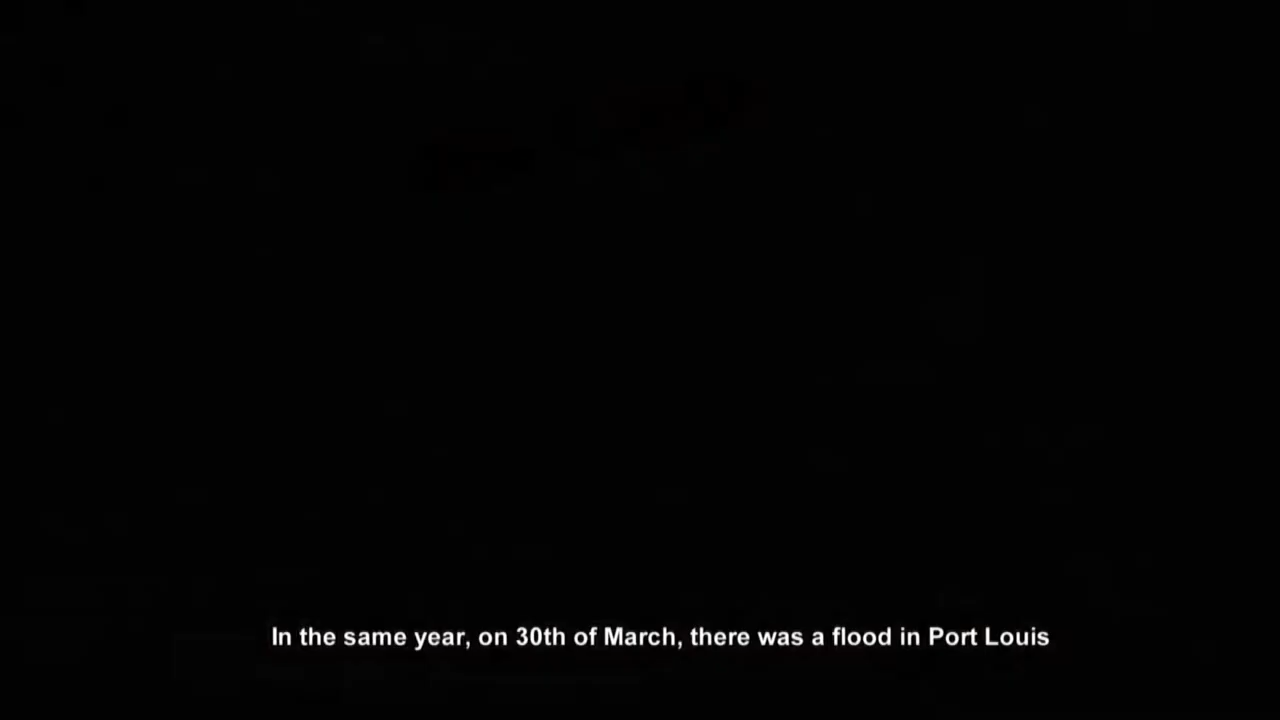 In the same year, on 30th of March, there was a flood in Port Louis